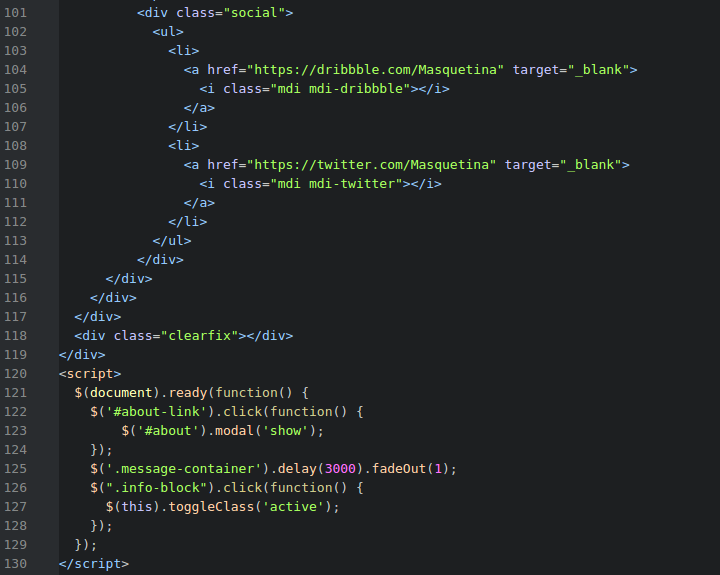 101              <div class="social">
102                <ul>
103                  <li>
104                    <a href="https://dribbble.com/Masquetina" target="_blank">
105                      <i class="mdi mdi-dribbble"></i>
106                    </a>
107                  </li>
108                  <li>
109                    <a href="https://twitter.com/Masquetina" target="_blank">
110                      <i class="mdi mdi-twitter"></i>
111                    </a>
112                  </li>
113                </ul>
114              </div>
115          </div>
116        </div>
117      </div>
118      <div class="clearfix"></div>
119    </div>
120    <script>
121      $(document).ready(function() {
122        $('#about-link').click(function() {
123            $('#about').modal('show');
124        });
125        $('.message-container').delay(3000).fadeOut(1);
126        $(".info-block").click(function() {
127          $(this).toggleClass('active');
128        });
129      });
130    </script>